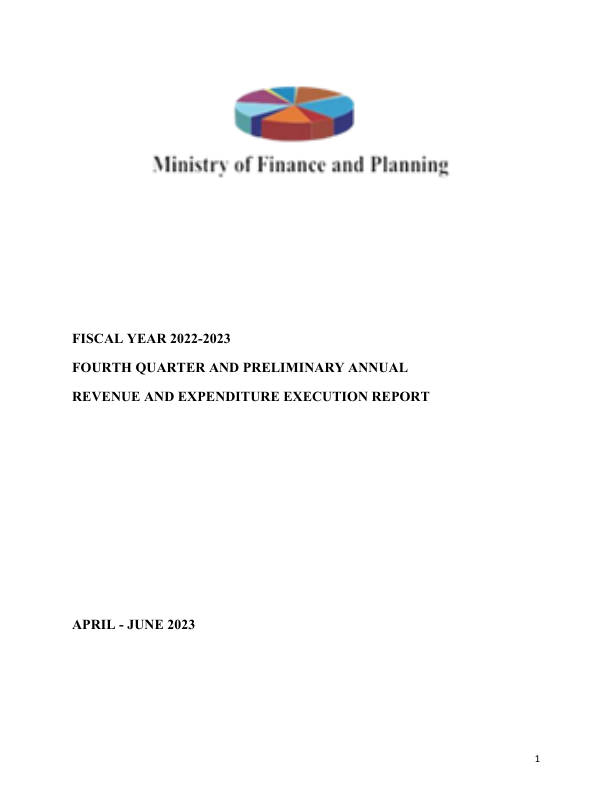 Ministry of Finance and Planning
FISCAL YEAR 2022-2023
FOURTH QUARTER AND PRELIMINARY ANNUAL
REVENUE AND EXPENDITURE EXECUTION REPORT
APRIL - JUNE 2023
1